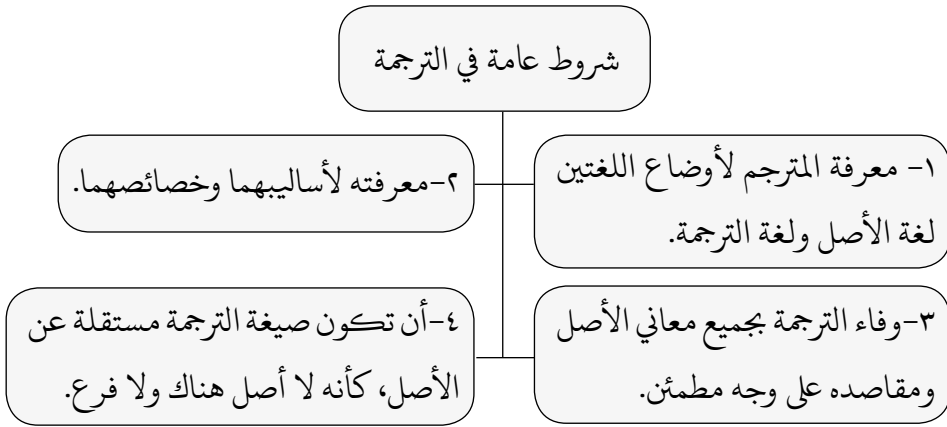 شروط عامة في الترجمة
١- معرفة المترجم لأوضاع اللغتين
لغة الأصل ولغة الترجمة.
٢-معرفته لأساليبهما وخصائصهما.
٣-وفاء الترجمة بجميع معاني الأصل
ومقاصده على وجه مطمئن.
٤-أن تكون صيغة الترجمة مستقلة عن
الأصل، كأنه لا أصل هناك ولا فرع.